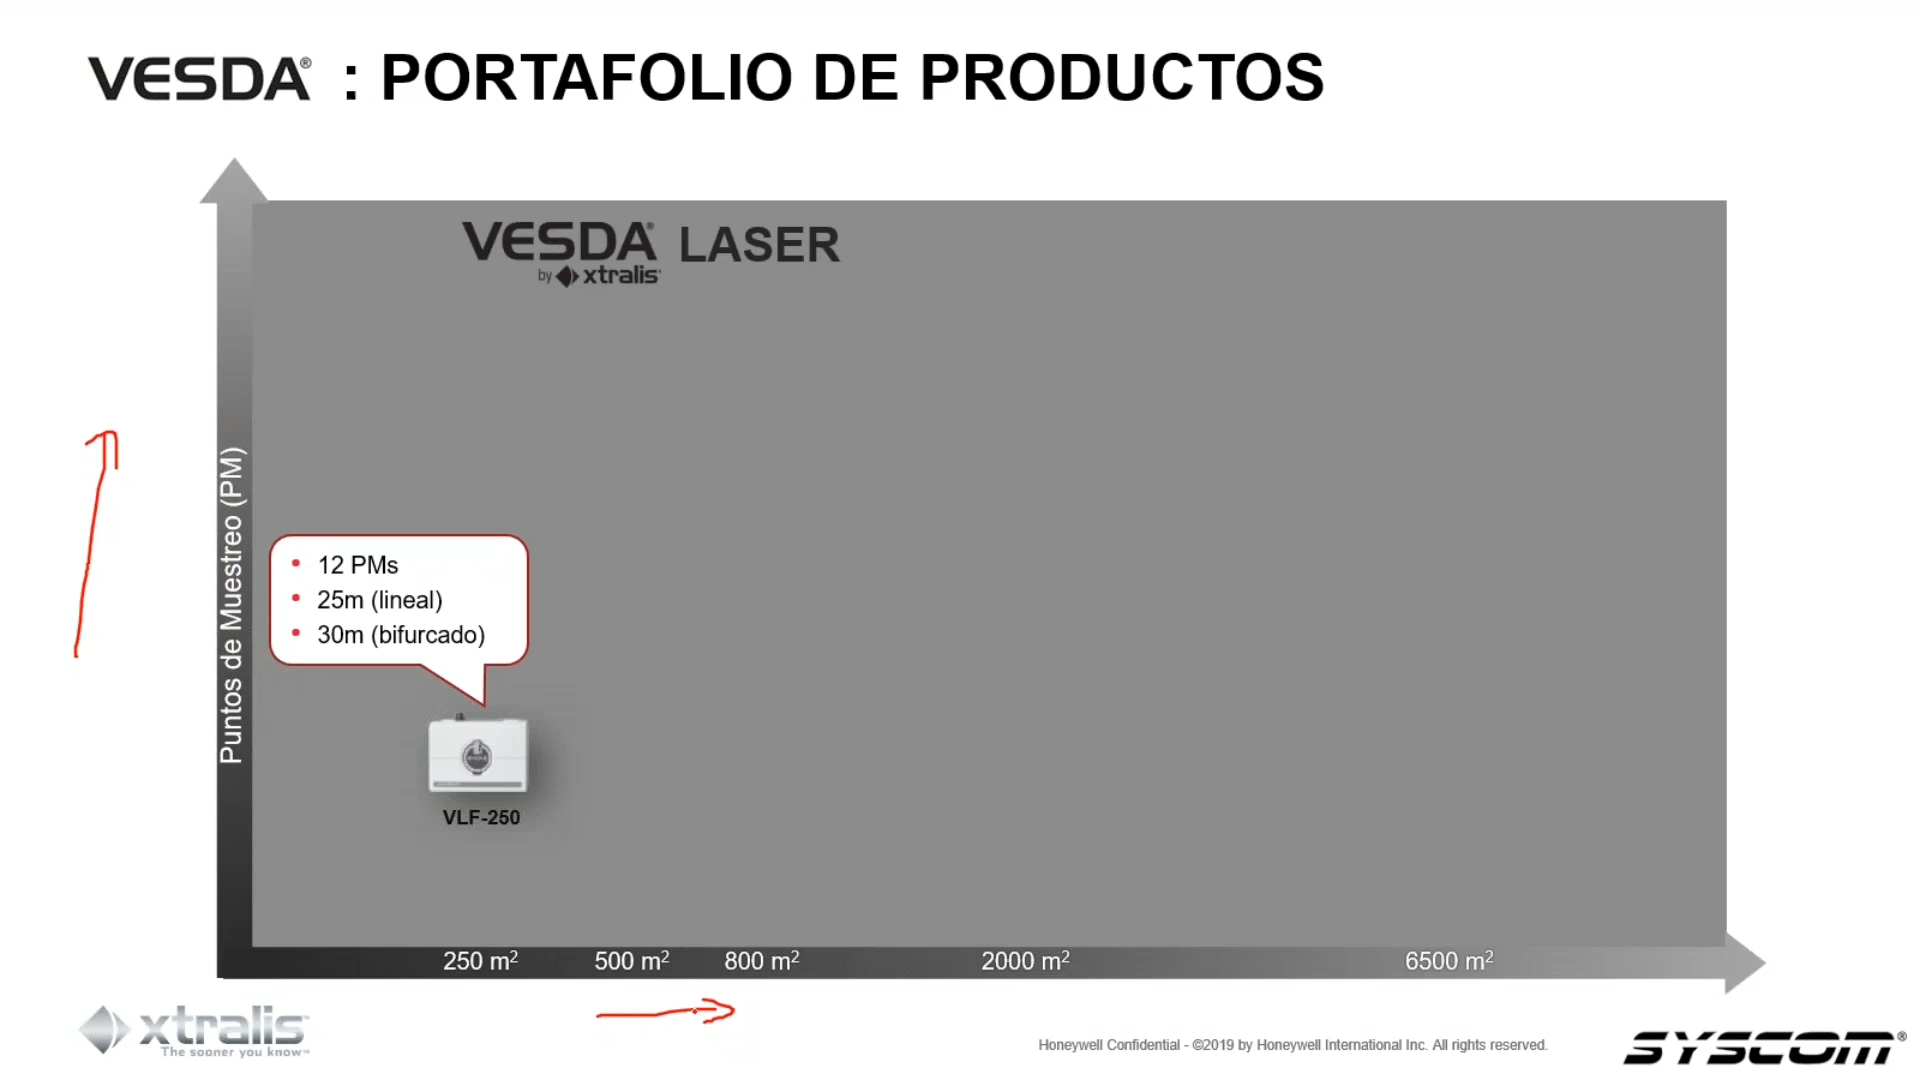 VESDA® : PORTAFOLIO DE PRODUCTOS
VESDA® LASER
by xtralis
Puntos de Muestreo (PM)
• 12 PMs
• 25m (lineal)
• 30m (bifurcado)
VLF-250
250 m² 500 m² 800 m² 2000 m² 6500 m²
xtralis™
The sooner you know™
Honeywell Confidential - ©2019 by Honeywell International Inc. All rights reserved.
SYSCOM®